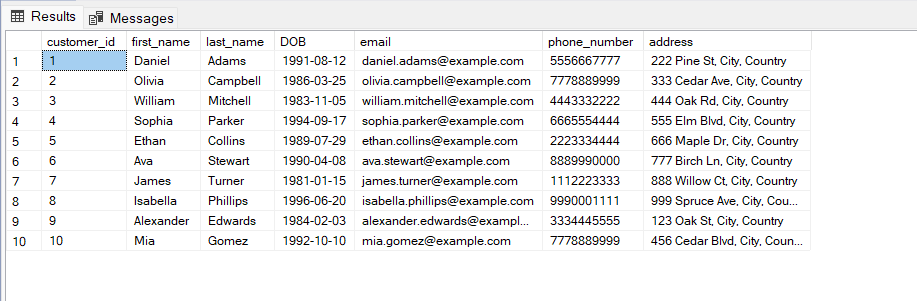 Results Messages
customer_id first_name last_name DOB email phone_number address
1 1 Daniel Adams 1991-08-12 daniel.adams@example.com 5556667777 222 Pine St, City, Country
2 2 Olivia Campbell 1986-03-25 olivia.campbell@example.com 7778889999 333 Cedar Ave, City, Country
3 3 William Mitchell 1983-11-05 william.mitchell@example.com 4443332222 444 Oak Rd, City, Country
4 4 Sophia Parker 1994-09-17 sophia.parker@example.com 6665554444 555 Elm Blvd, City, Country
5 5 Ethan Collins 1989-07-29 ethan.collins@example.com 2223334444 666 Maple Dr, City, Country
6 6 Ava Stewart 1990-04-08 ava.stewart@example.com 8889990000 777 Birch Ln, City, Country
7 7 James Turner 1981-01-15 james.turner@example.com 1112223333 888 Willow Ct, City, Country
8 8 Isabella Phillips 1996-06-20 isabella.phillips@example.com 9990001111 999 Spruce Ave, City, Cou...
9 9 Alexander Edwards 1984-02-03 alexander.edwards@exampl... 3334445555 123 Oak St, City, Country
10 10 Mia Gomez 1992-10-10 mia.gomez@example.com 7778889999 456 Cedar Blvd, City, Coun...